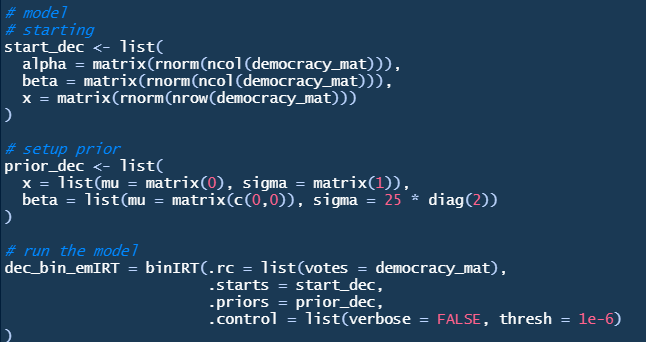 # model
# starting
start_dec <- list(
  alpha = matrix(rnorm(ncol(democracy_mat))),
  beta = matrix(rnorm(ncol(democracy_mat))),
  x = matrix(rnorm(nrow(democracy_mat)))
)

# setup prior
prior_dec <- list(
  x = list(mu = matrix(0), sigma = matrix(1)),
  beta = list(mu = matrix(c(0,0)), sigma = 25 * diag(2))
)

# run the model
dec_bin_emIRT = binIRT(.rc = list(votes = democracy_mat),
                       .starts = start_dec,
                       .priors = prior_dec,
                       .control = list(verbose = FALSE, thresh = 1e-6)
)